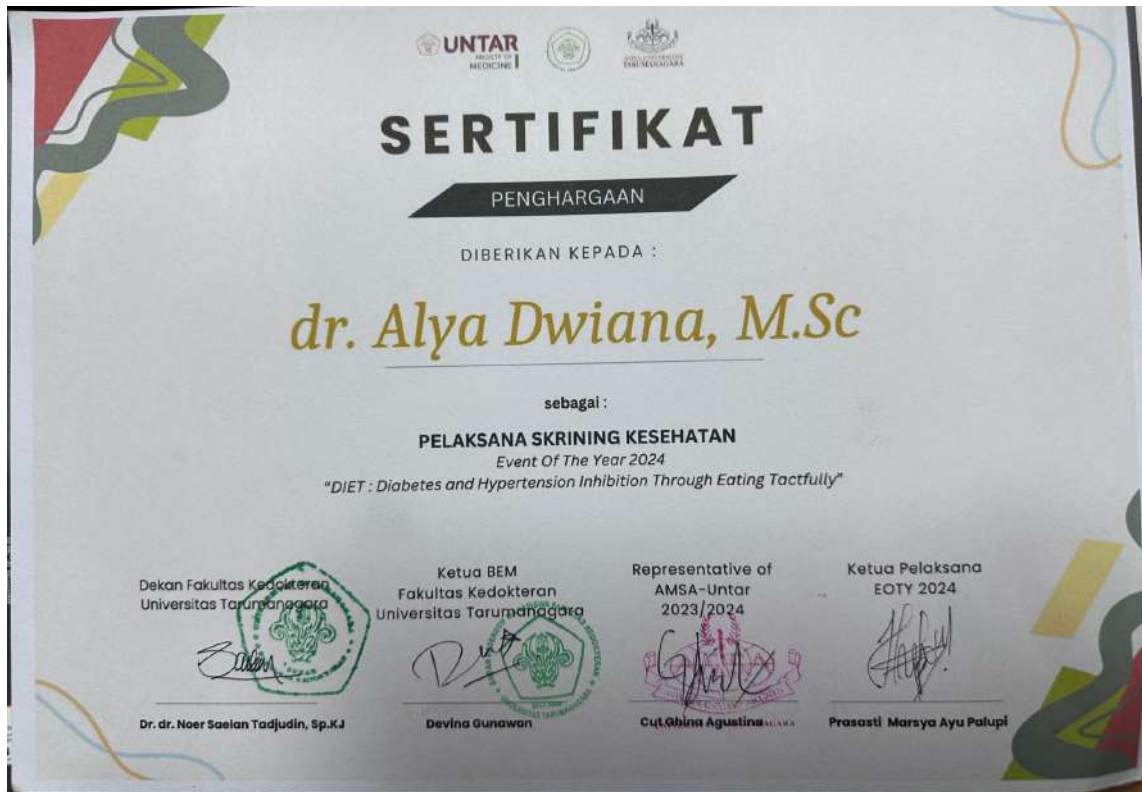 UNTAR
FACULTY OF
MEDICINE
TARUMANAGARA
SERTIFIKAT
PENGHARGAAN
DIBERIKAN KEPADA :
dr. Alya Dwiana, M.Sc
sebagai :
PELAKSANA SKRINING KESEHATAN
Event Of The Year 2024
"DIET : Diabetes and Hypertension Inhibition Through Eating Tactfully"
Dekan Fakultas Kedokteran
Universitas Tarumanagara
Dr. dr. Noer Saelan Tadjudin, Sp.KJ
Ketua BEM
Fakultas Kedokteran
Universitas Tarumanagara
Devina Gunawan
Representative of
AMSA-Untar
2023/2024
Cut Ghina Agustina
Ketua Pelaksana
EOTY 2024
Prasasti Marsya Ayu Palupi